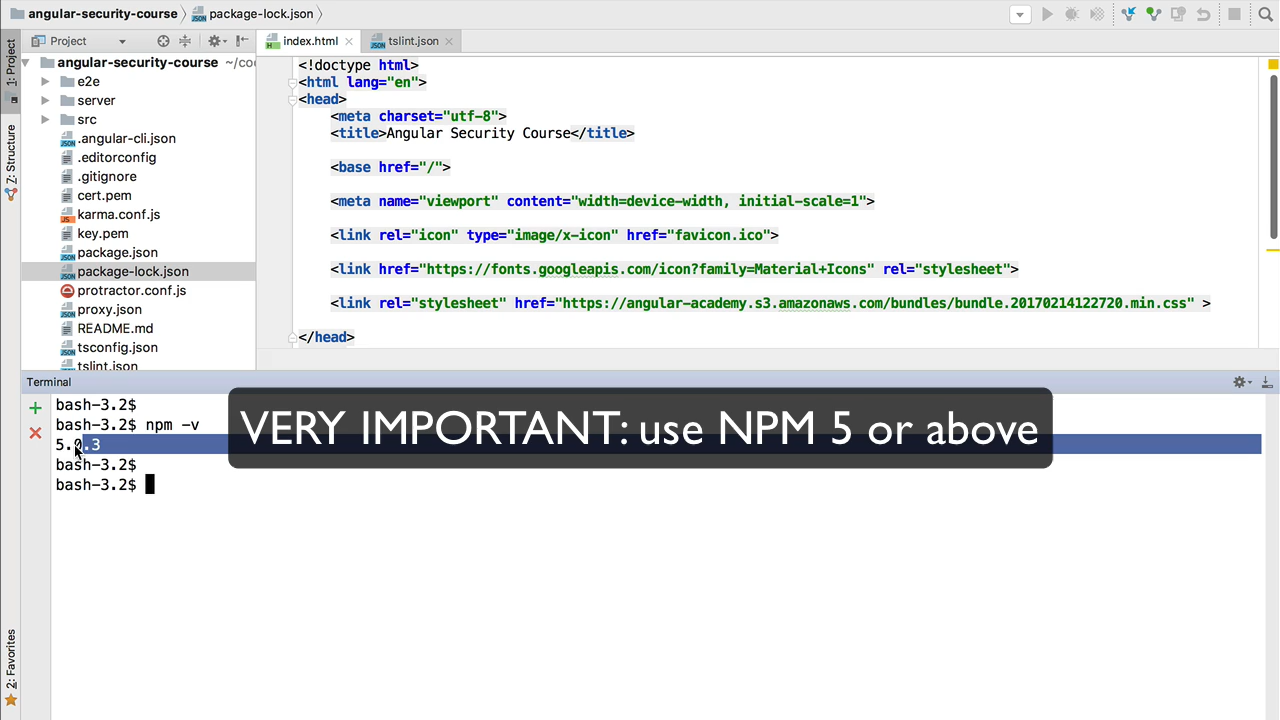 angular-security-course package-lock.json
1: Project
Project
index.html
tslint.json
angular-security-course ~/co
e2e
server
src
.angular-cli.json
.editorconfig
.gitignore
cert.pem
karma.conf.js
key.pem
package.json
package-lock.json
protractor.conf.js
proxy.json
README.md
tsconfig.json
tslint.json
Z: Structure
<!doctype html>
<html lang="en">
<head>
<meta charset="utf-8">
<title>Angular Security Course</title>
<base href="/">
<meta name="viewport" content="width=device-width, initial-scale=1">
<link rel="icon" type="image/x-icon" href="favicon.ico">
<link href="https://fonts.googleapis.com/icon?family=Material+Icons" rel="stylesheet">
<link rel="stylesheet" href="https://angular-academy.s3.amazonaws.com/bundles/bundle.20170214122720.min.css" >
</head>
Terminal
bash-3.2$
bash-3.2$ npm -v
5.0.3
bash-3.2$
bash-3.2$
VERY IMPORTANT: use NPM 5 or above
2: Favorites